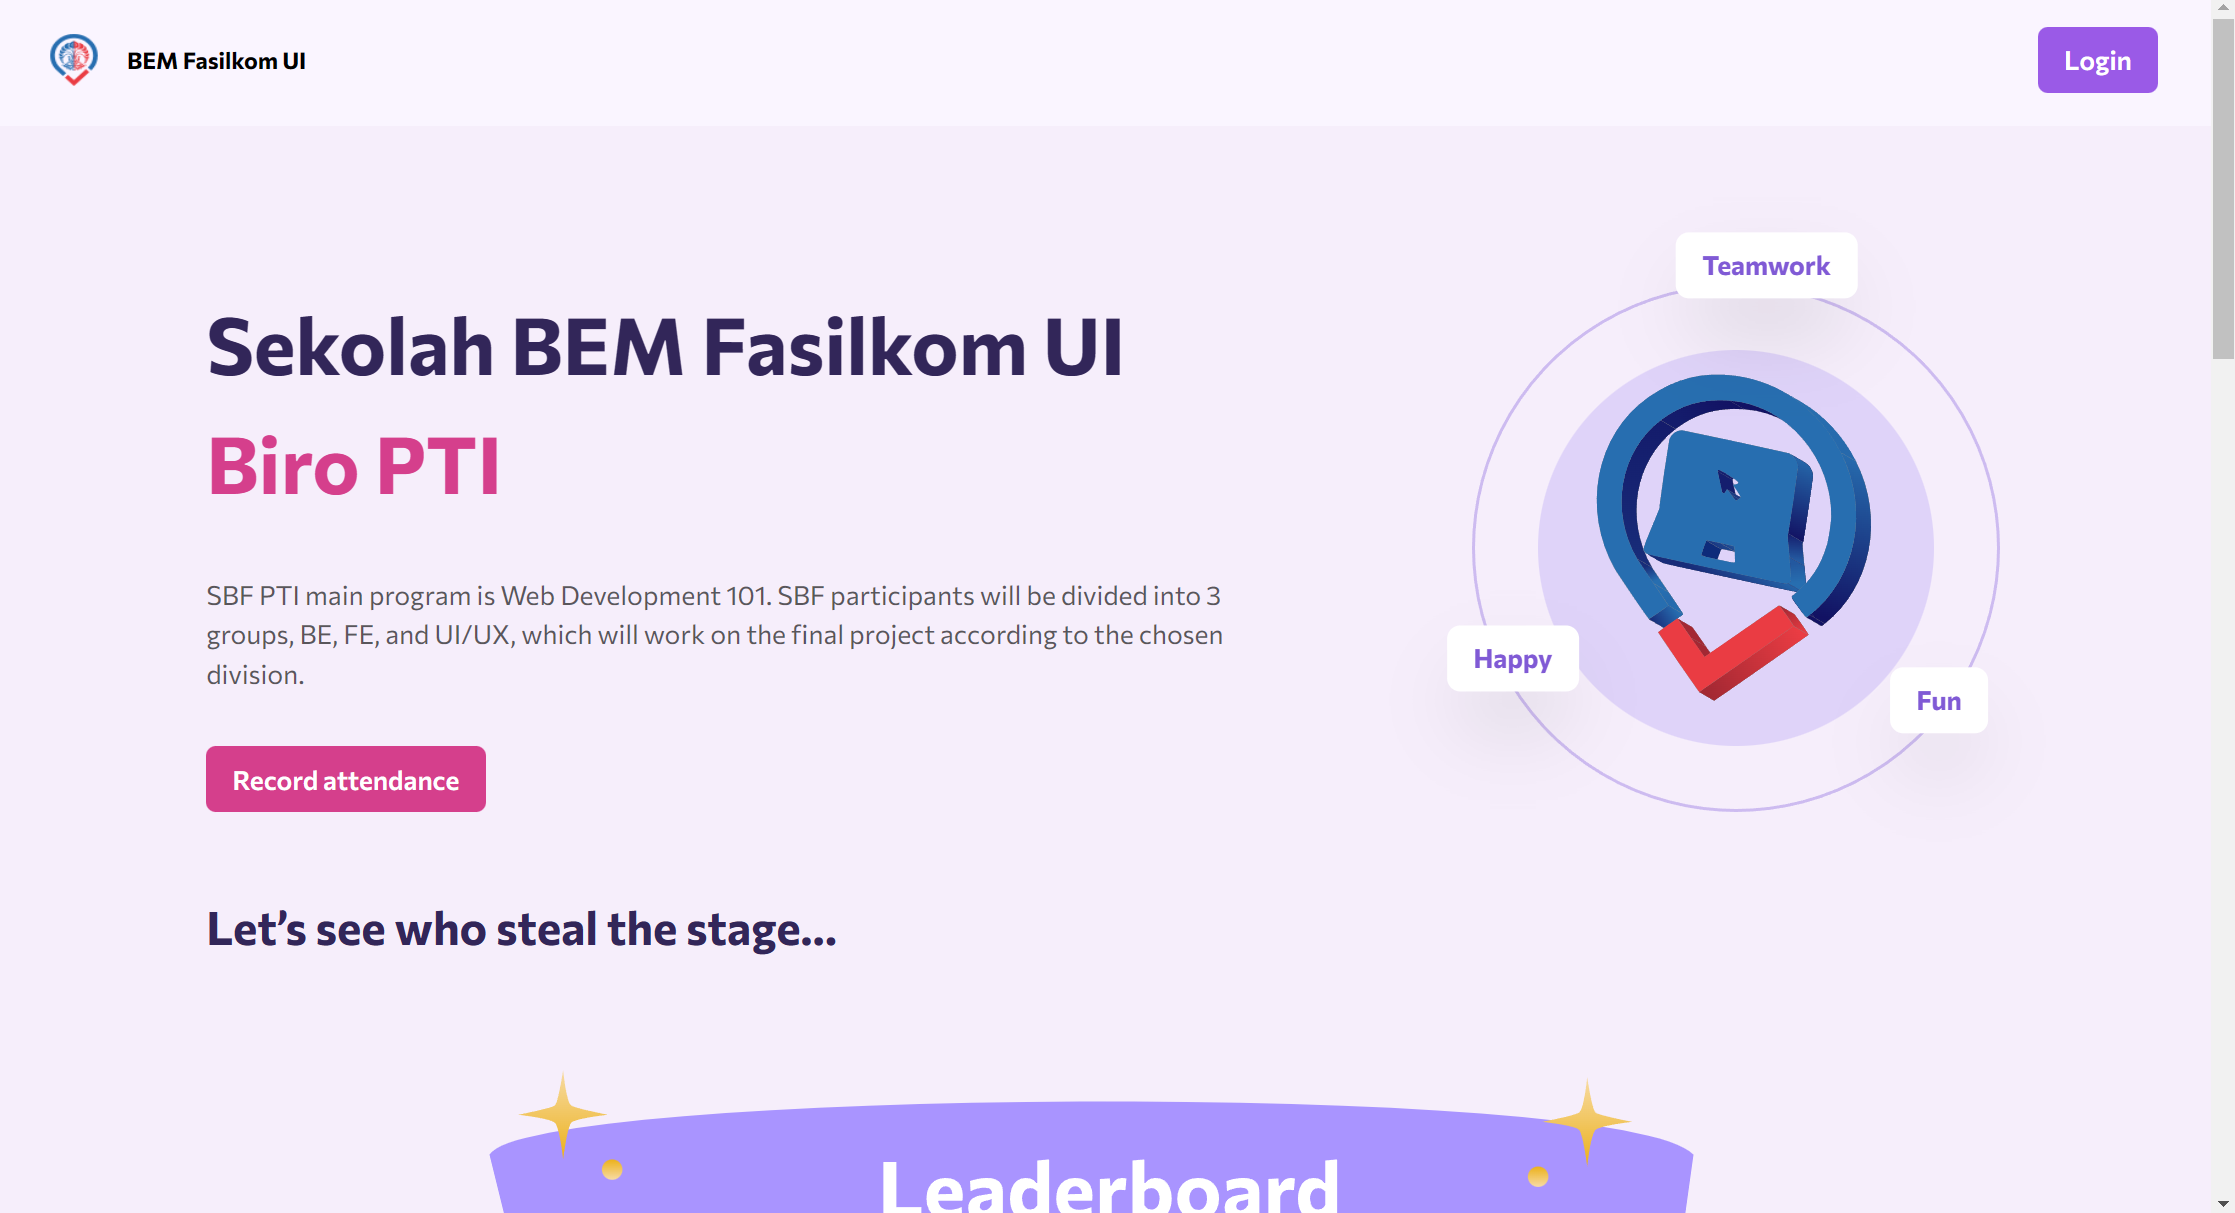 BEM Fasilkom UI
Login
Teamwork
Sekolah BEM Fasilkom UI
Biro PTI
SBF PTI main program is Web Development 101. SBF participants will be divided into 3
groups, BE, FE, and UI/UX, which will work on the final project according to the chosen
division.
Happy
Fun
Record attendance
Let’s see who steal the stage...
Leaderboard